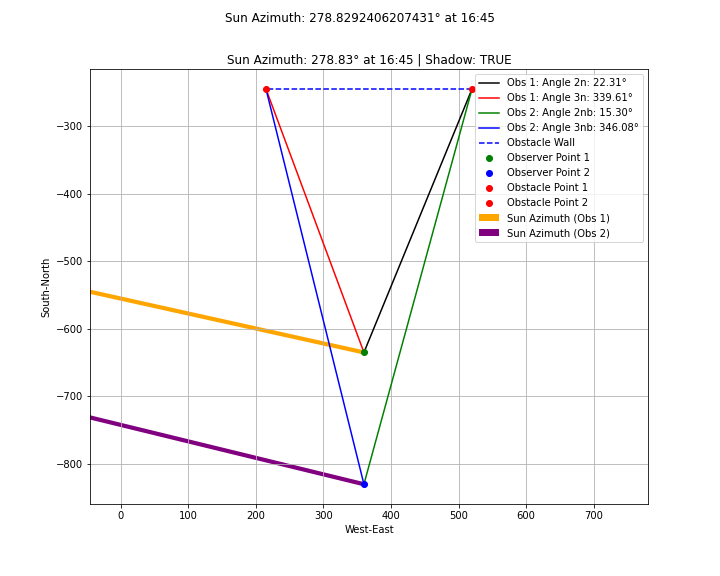 Sun Azimuth: 278.8292406207431° at 16:45
Sun Azimuth: 278.83° at 16:45 | Shadow: TRUE
Obs 1: Angle 2n: 22.31°
Obs 1: Angle 3n: 339.61°
Obs 2: Angle 2nb: 15.30°
Obs 2: Angle 3nb: 346.08°
Obstacle Wall
Observer Point 1
Observer Point 2
Obstacle Point 1
Obstacle Point 2
Sun Azimuth (Obs 1)
Sun Azimuth (Obs 2)
South-North
−300
−400
−500
−600
−700
−800
0 100 200 300 400 500 600 700
West-East